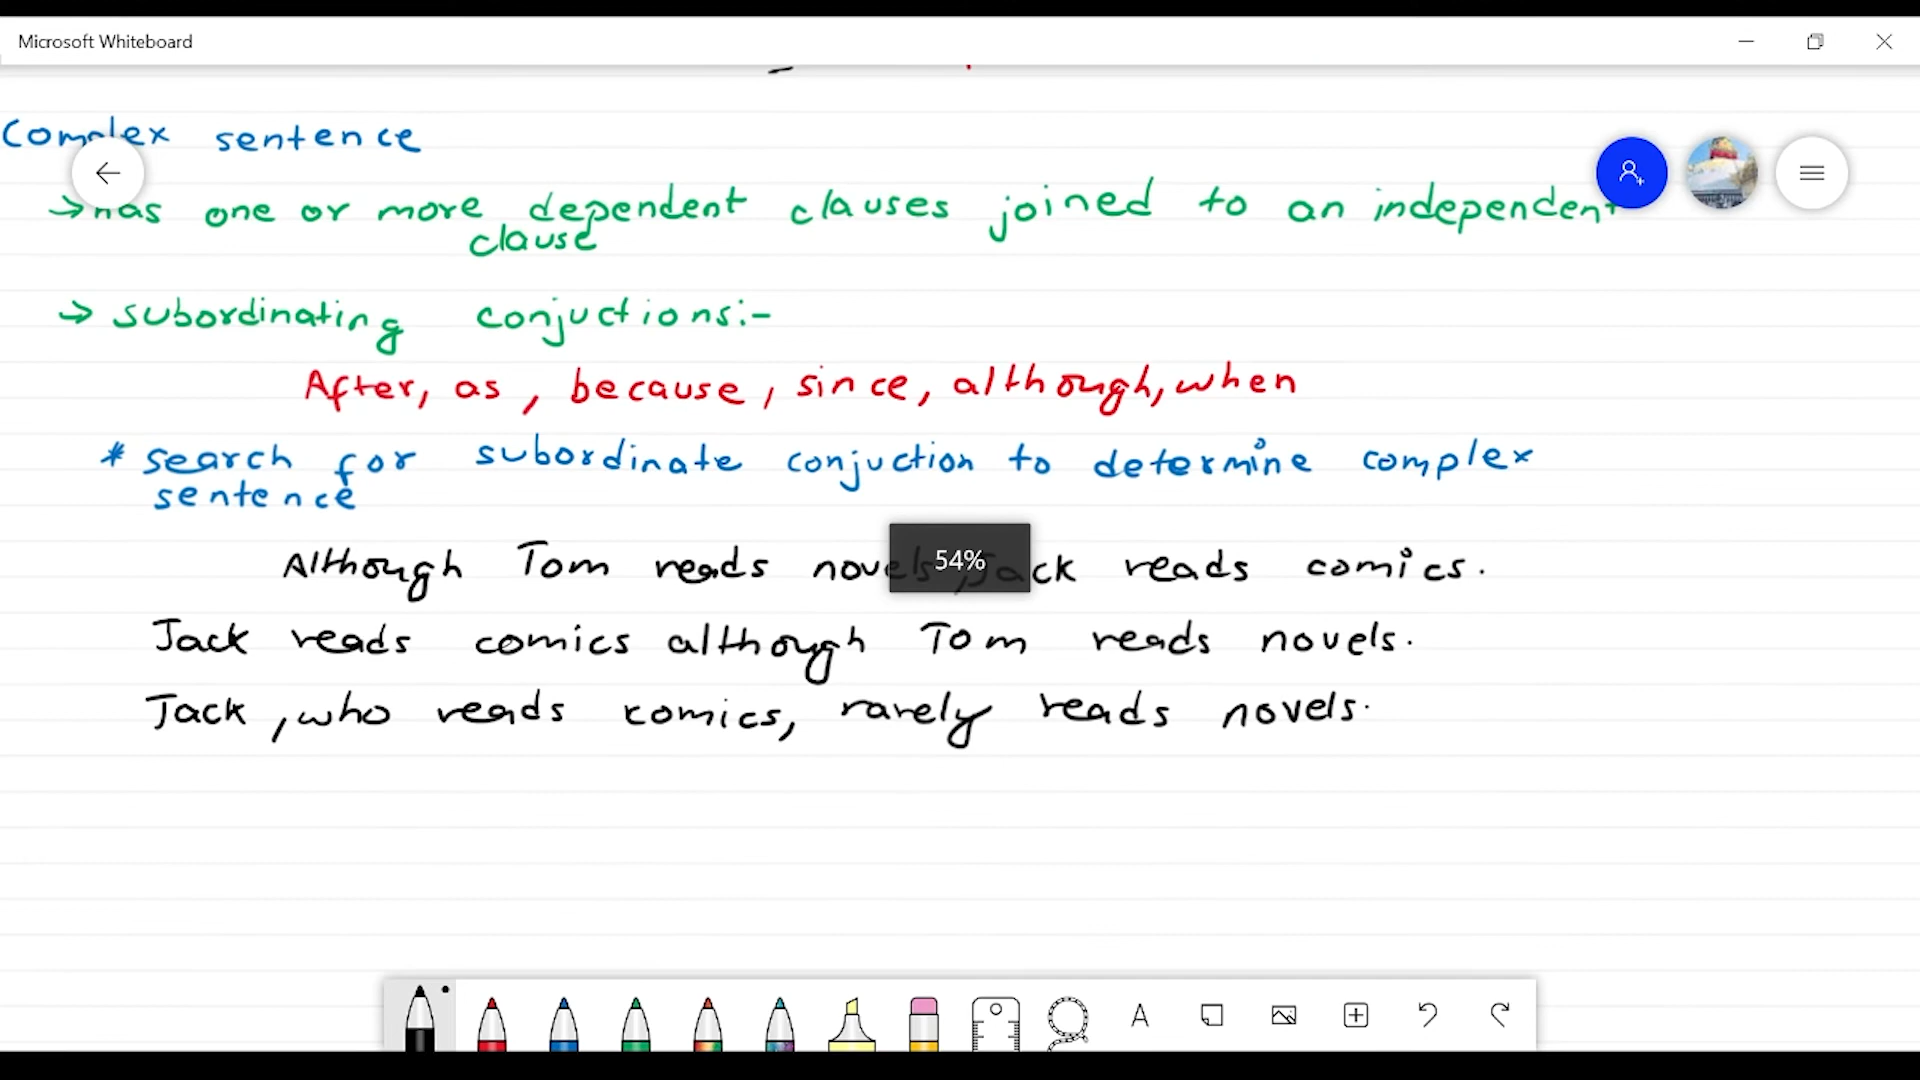 Microsoft Whiteboard
Complex sentence
→ has one or more dependent clauses joined to an independent
clause
→ subordinating conjuctions:-
After, as, because, since, although, when
* search for subordinate conjuction to determine complex
sentence
Although Tom reads novels, Jack reads comics.
54%
Jack reads comics although Tom reads novels.
Jack, who reads comics, rarely reads novels.